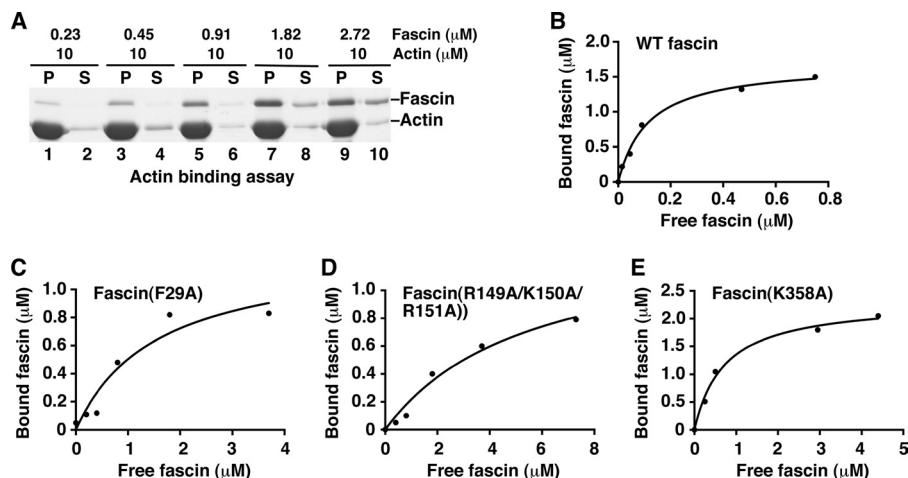 A
0.23 0.45 0.91 1.82 2.72 Fascin (μM)
10 10 10 10 10 Actin (μM)
P S P S P S P S P S
–Fascin
–Actin
1 2 3 4 5 6 7 8 9 10
Actin binding assay
B
WT fascin
Bound fascin (μM)
2.0
1.5
1.0
0.5
0
0 0.2 0.4 0.6 0.8
Free fascin (μM)
C
Fascin(F29A)
Bound fascin (μM)
1.0
0.8
0.6
0.4
0.2
0
0 1 2 3 4
Free fascin (μM)
D
Fascin(R149A/K150A/
R151A))
Bound fascin (μM)
1.0
0.8
0.6
0.4
0.2
0
0 2 4 6 8
Free fascin (μM)
E
Fascin(K358A)
Bound fascin (μM)
2.5
2.0
1.5
1.0
0.5
0
0 1 2 3 4 5
Free fascin (μM)